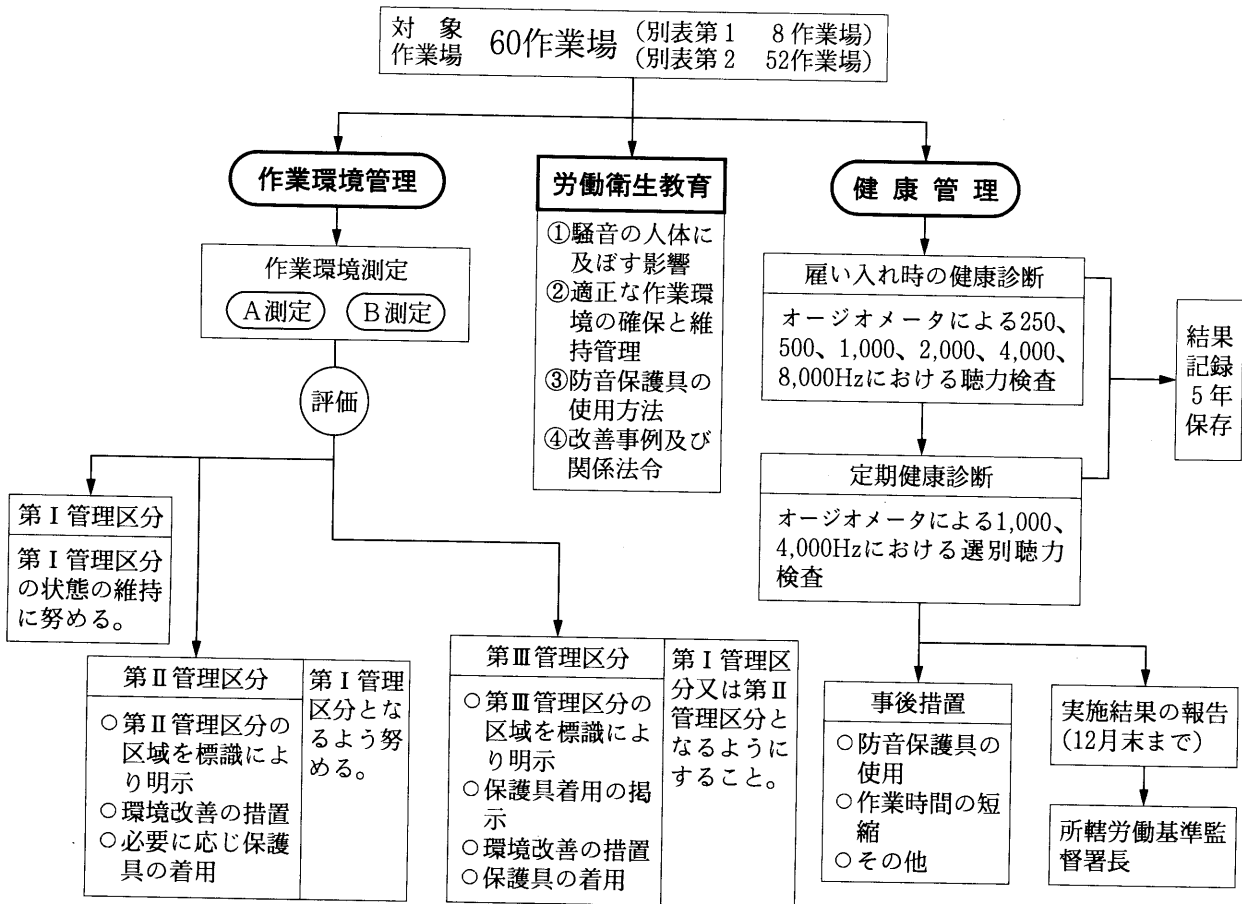 対　象
作業場
60作業場
(別表第1　8作業場)
(別表第2　52作業場)
作業環境管理
作業環境測定
A測定　B測定
評価
第Ⅰ管理区分
第Ⅰ管理区分
の状態の維持
に努める。
第Ⅱ管理区分
○第Ⅱ管理区分の
区域を標識によ
り明示
○環境改善の措置
○必要に応じ保護
具の着用
第Ⅰ管理
区分とな
るよう努
める。
第Ⅲ管理区分
○第Ⅲ管理区分の
区域を標識によ
り明示
○保護具着用の掲
示
○環境改善の措置
○保護具の着用
第Ⅰ管理区
分又は第Ⅱ
管理区分と
なるように
すること。
労働衛生教育
①騒音の人体に
及ぼす影響
②適正な作業環
境の確保と維
持管理
③防音保護具の
使用方法
④改善事例及び
関係法令
健康管理
雇い入れ時の健康診断
オージオメータによる250、
500、1,000、2,000、4,000、
8,000Hzにおける聴力検査
定期健康診断
オージオメータによる1,000、
4,000Hzにおける選別聴力
検査
結果
記録
5年
保存
事後措置
○防音保護具の
使用
○作業時間の短
縮
○その他
実施結果の報告
(12月末まで)
所轄労働基準監
督署長